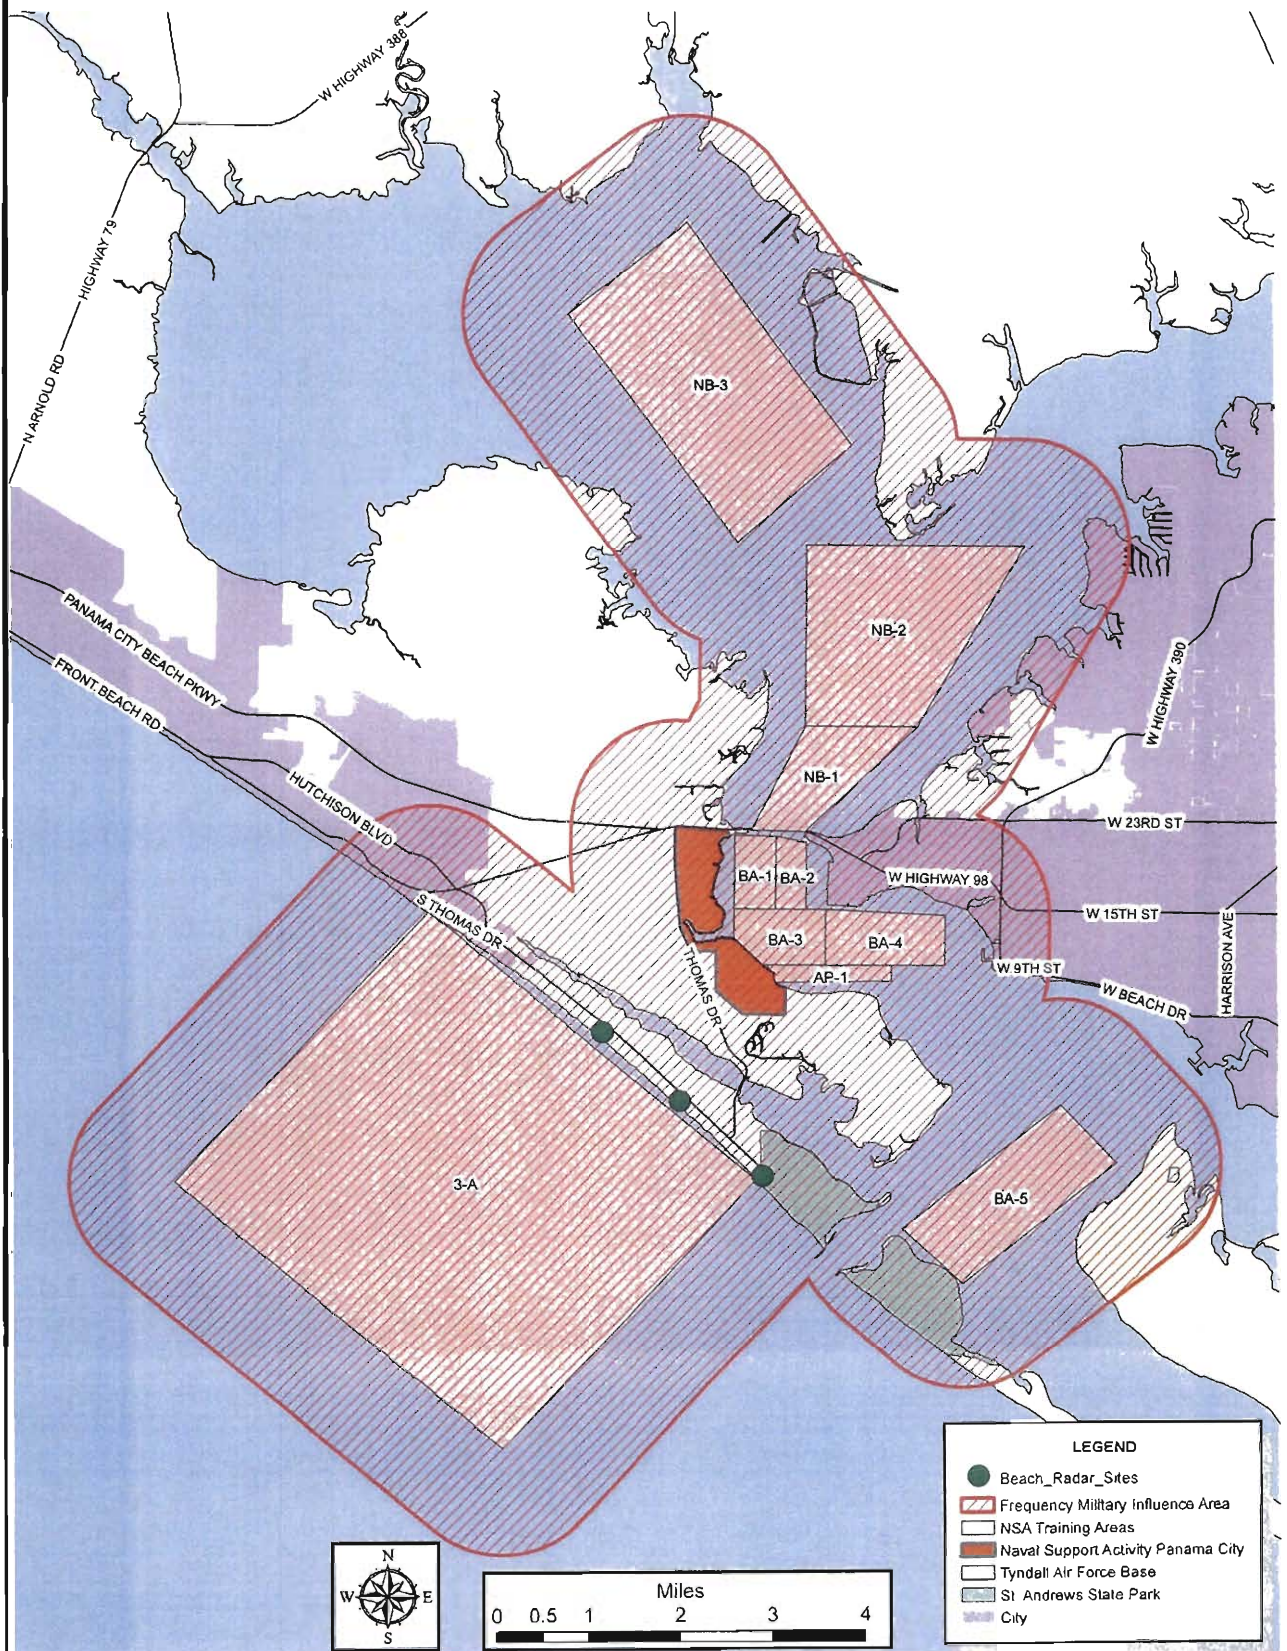 W HIGHWAY 388
HIGHWAY 79
N ARNOLD RD
NB-3
PANAMA CITY BEACH PKWY
FRONT BEACH RD
NB-2
W HIGHWAY 390
HUTCHISON BLVD
NB-1
W 23RD ST
BA-1
BA-2
W HIGHWAY 98
S THOMAS DR
W 15TH ST
BA-3
BA-4
HARRISON AVE
THOMAS DR
AP-1
W 9TH ST
W BEACH DR
3-A
BA-5
LEGEND
Beach_Radar_Sites
Frequency Military Influence Area
NSA Training Areas
Naval Support Activity Panama City
Tyndall Air Force Base
St Andrews State Park
City
N
W E
S
Miles
0 0.5 1 2 3 4